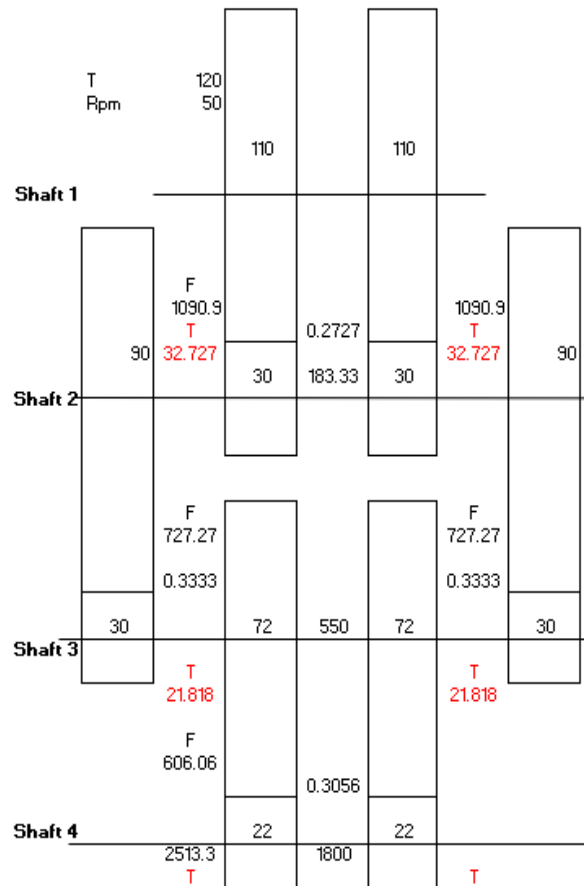 T 120
Rpm 50
110 110
Shaft 1
F
1090.9 1090.9
T 0.2727 T
90 32.727 32.727 90
30 183.33 30
Shaft 2
F F
727.27 727.27
0.3333 0.3333
30 72 550 72 30
Shaft 3
T T
21.818 21.818
F
606.06
0.3056
Shaft 4 22 22
2513.3 1800
T T